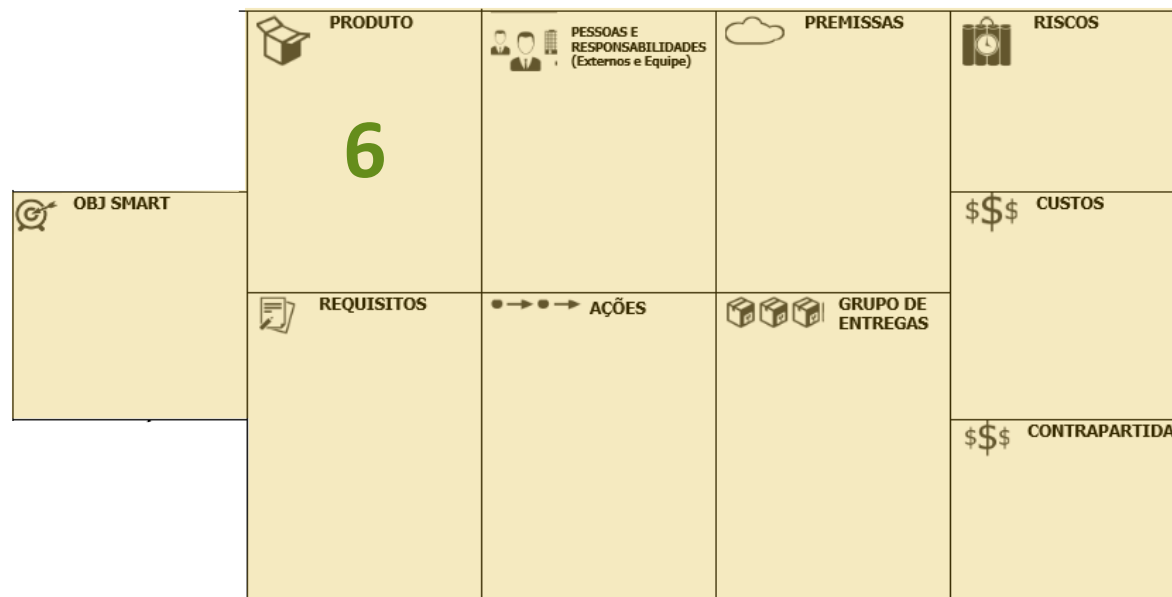 PRODUTO
6
PESSOAS E
RESPONSABILIDADES
(Externos e Equipe)
PREMISSAS
RISCOS
OBJ SMART
$$$ CUSTOS
REQUISITOS
AÇÕES
GRUPO DE
ENTREGAS
$$$ CONTRAPARTIDA